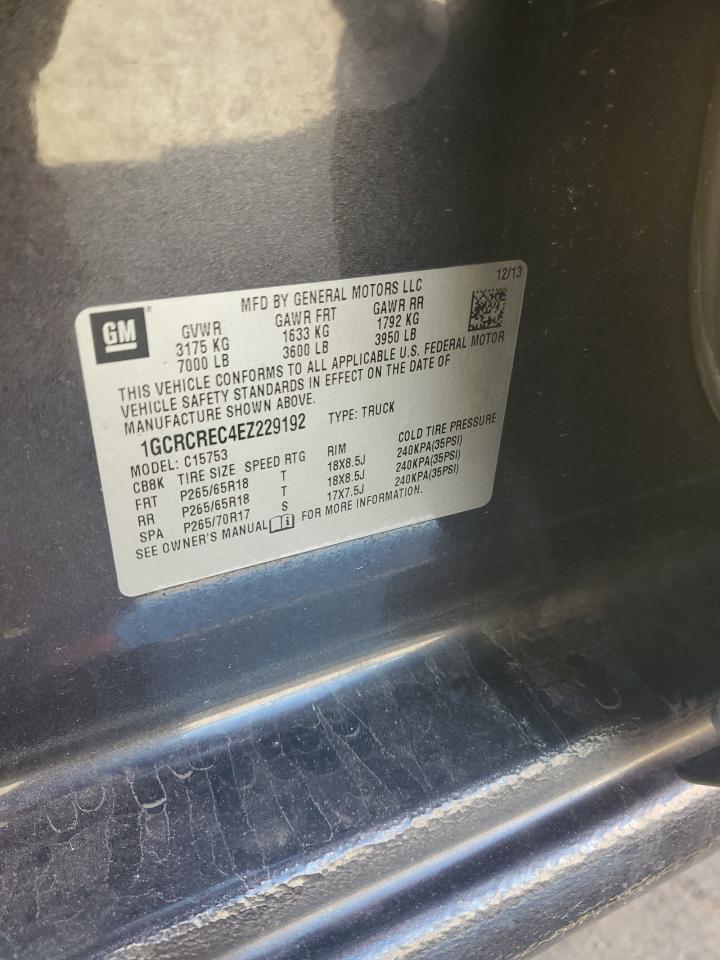 12/13
GM
MFD BY GENERAL MOTORS LLC
GVWR GAWR FRT GAWR RR
3175 KG 1633 KG 1792 KG
7000 LB 3600 LB 3950 LB
THIS VEHICLE CONFORMS TO ALL APPLICABLE U.S. FEDERAL MOTOR
VEHICLE SAFETY STANDARDS IN EFFECT ON THE DATE OF
MANUFACTURE SHOWN ABOVE.
1GCRCREC4EZ229192 TYPE: TRUCK
MODEL: C15753
CB8K TIRE SIZE SPEED RTG RIM COLD TIRE PRESSURE
FRT P265/65R18 T 18X8.5J 240KPA(35PSI)
RR P265/65R18 T 18X8.5J 240KPA(35PSI)
SPA P265/70R17 S 17X7.5J 240KPA(35PSI)
SEE OWNER'S MANUAL i FOR MORE INFORMATION.